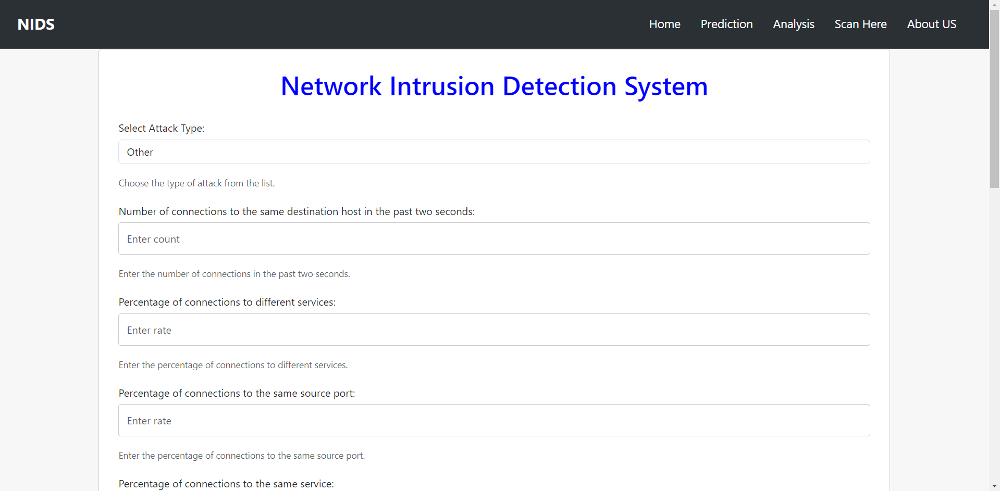 NIDS
Home Prediction Analysis Scan Here About US
Network Intrusion Detection System
Select Attack Type:
Other
Choose the type of attack from the list.
Number of connections to the same destination host in the past two seconds:
Enter count
Enter the number of connections in the past two seconds.
Percentage of connections to different services:
Enter rate
Enter the percentage of connections to different services.
Percentage of connections to the same source port:
Enter rate
Enter the percentage of connections to the same source port.
Percentage of connections to the same service: